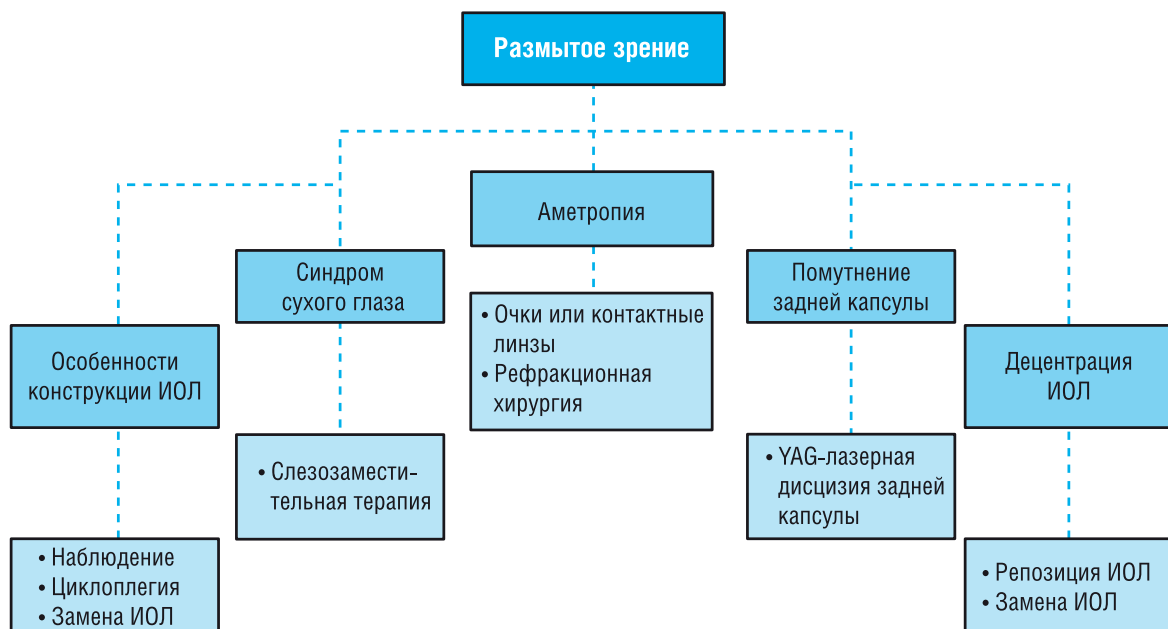 Размытое зрение
Аметропия
Синдром
сухого глаза
Помутнение
задней капсулы
Особенности
конструкции ИОЛ
Децентрация
ИОЛ
• Очки или контактные
линзы
• Рефракционная
хирургия
• Слезозамести-
тельная терапия
• YAG-лазерная
дисцизия задней
капсулы
• Наблюдение
• Циклоплегия
• Замена ИОЛ
• Репозиция ИОЛ
• Замена ИОЛ